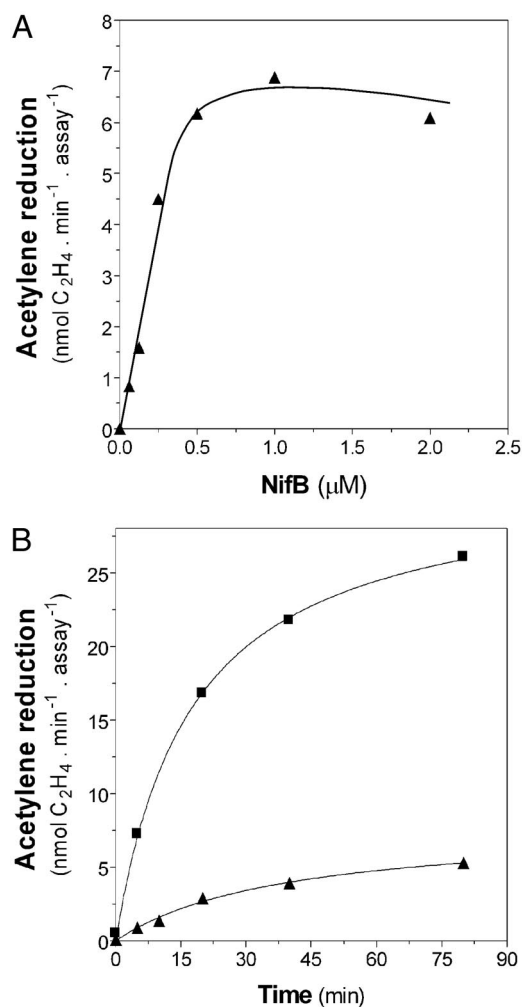 A
Acetylene reduction
(nmol C₂H₄ . min⁻¹ . assay⁻¹)
8
7
6
5
4
3
2
1
0
0.0 0.5 1.0 1.5 2.0 2.5
NifB (μM)
B
Acetylene reduction
(nmol C₂H₄ . min⁻¹ . assay⁻¹)
25
20
15
10
5
0
0 15 30 45 60 75 90
Time (min)